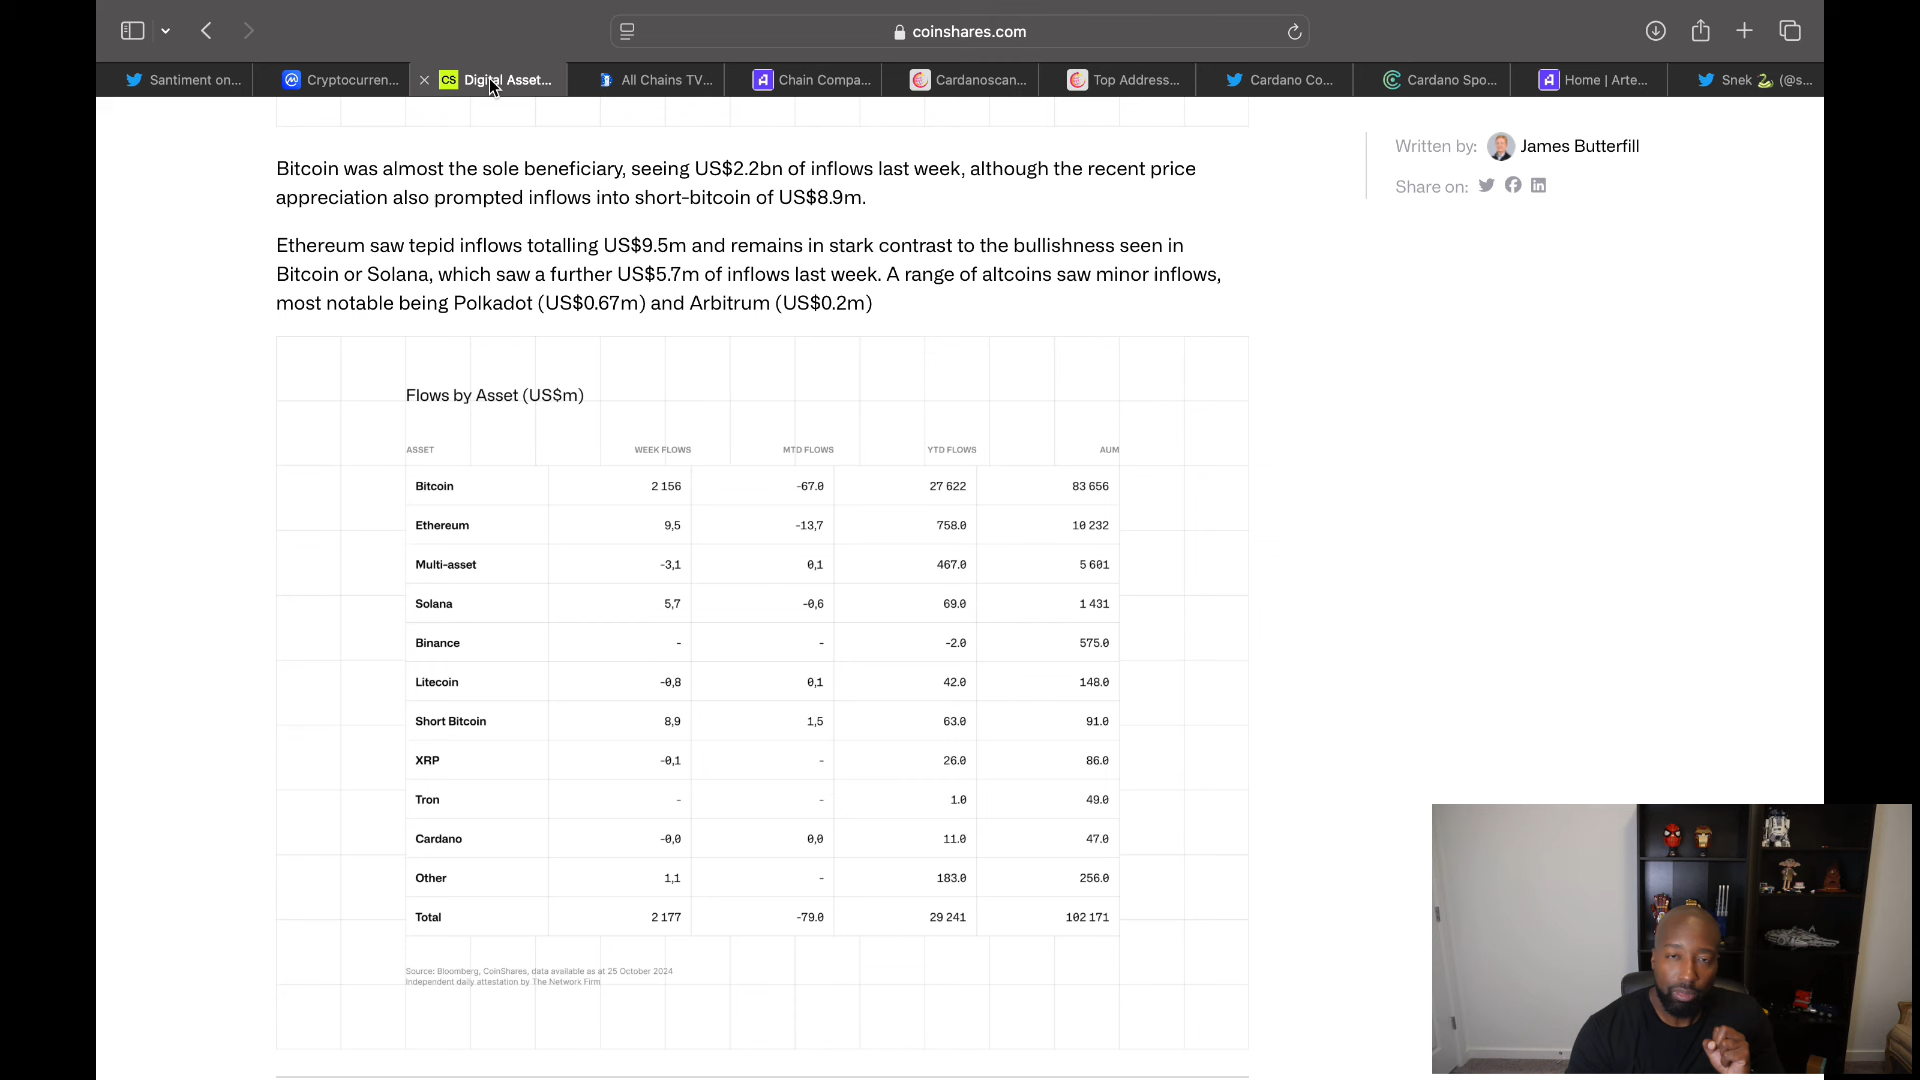 coinshares.com
Santiment on...
Cryptocurren...
CS Digital Asset...
All Chains TV...
Chain Compa...
Cardanoscan...
Top Address...
Cardano Co...
Cardano Spo...
Home | Arte...
Snek 🐍 (@s...
Bitcoin was almost the sole beneficiary, seeing US$2.2bn of inflows last week, although the recent price
appreciation also prompted inflows into short-bitcoin of US$8.9m.
Ethereum saw tepid inflows totalling US$9.5m and remains in stark contrast to the bullishness seen in
Bitcoin or Solana, which saw a further US$5.7m of inflows last week. A range of altcoins saw minor inflows,
most notable being Polkadot (US$0.67m) and Arbitrum (US$0.2m)
Written by: James Butterfill
Share on:
Flows by Asset (US$m)
ASSET WEEK FLOWS MTD FLOWS YTD FLOWS AUM
Bitcoin 2 156 -67.0 27 622 83 656
Ethereum 9,5 -13,7 758.0 10 232
Multi-asset -3,1 0,1 467.0 5 601
Solana 5,7 -0,6 69.0 1 431
Binance - - -2.0 575.0
Litecoin -0,8 0,1 42.0 148.0
Short Bitcoin 8,9 1,5 63.0 91.0
XRP -0,1 - 26.0 86.0
Tron - - 1.0 49.0
Cardano -0,0 0,0 11.0 47.0
Other 1,1 - 183.0 256.0
Total 2 177 -79.0 29 241 102 171
Source: Bloomberg, CoinShares, data available as at 25 October 2024
Independent daily attestation by The Network Firm